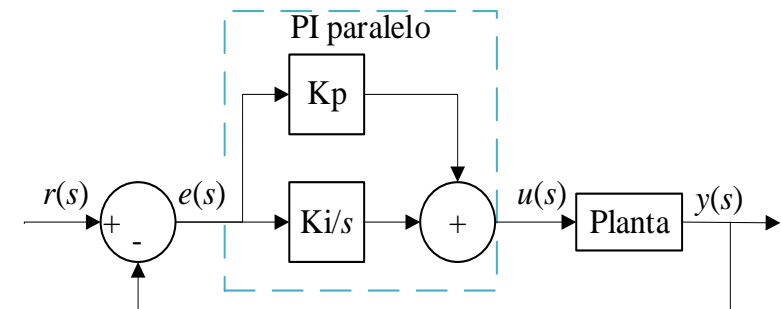 PI paralelo
Kp
r(s)
e(s)
u(s)
y(s)
+
-
Ki/s
+
Planta